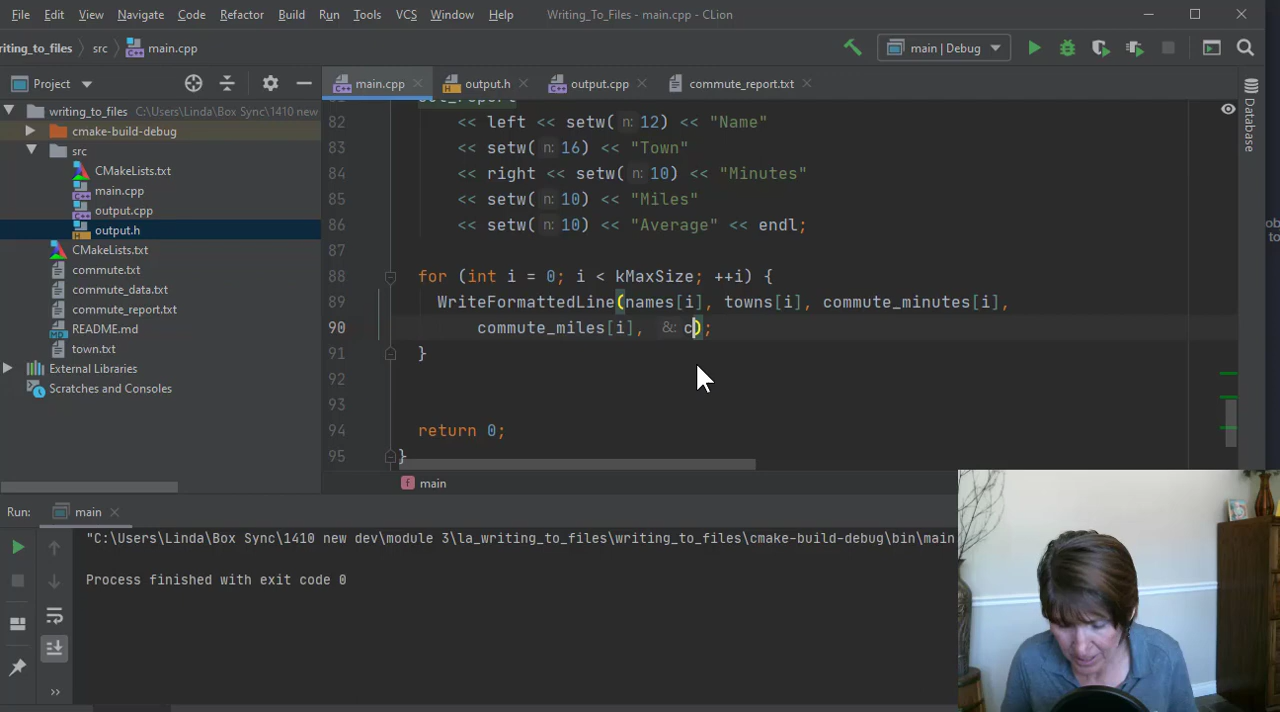 File Edit View Navigate Code Refactor Build Run Tools VCS Window Help Writing_To_Files - main.cpp - CLion
writing_to_files src main.cpp main | Debug
Project main.cpp output.h output.cpp commute_report.txt
writing_to_files C:\Users\Linda\Box Sync\1410 new
cmake-build-debug
src
CMakeLists.txt
main.cpp
output.cpp
output.h
CMakeLists.txt
commute.txt
commute_data.txt
commute_report.txt
README.md
town.txt
External Libraries
Scratches and Consoles
82 << left << setw( n: 12) << "Name"
83 << setw( n: 16) << "Town"
84 << right << setw( n: 10) << "Minutes"
85 << setw( n: 10) << "Miles"
86 << setw( n: 10) << "Average" << endl;
87
88 for (int i = 0; i < kMaxSize; ++i) {
89 WriteFormattedLine(names[i], towns[i], commute_minutes[i],
90 commute_miles[i], &: c);
91 }
92
93
94 return 0;
95 }
main
Database
Run: main
"C:\Users\Linda\Box Sync\1410 new dev\module 3\la_writing_to_files\writing_to_files\cmake-build-debug\bin\main
Process finished with exit code 0